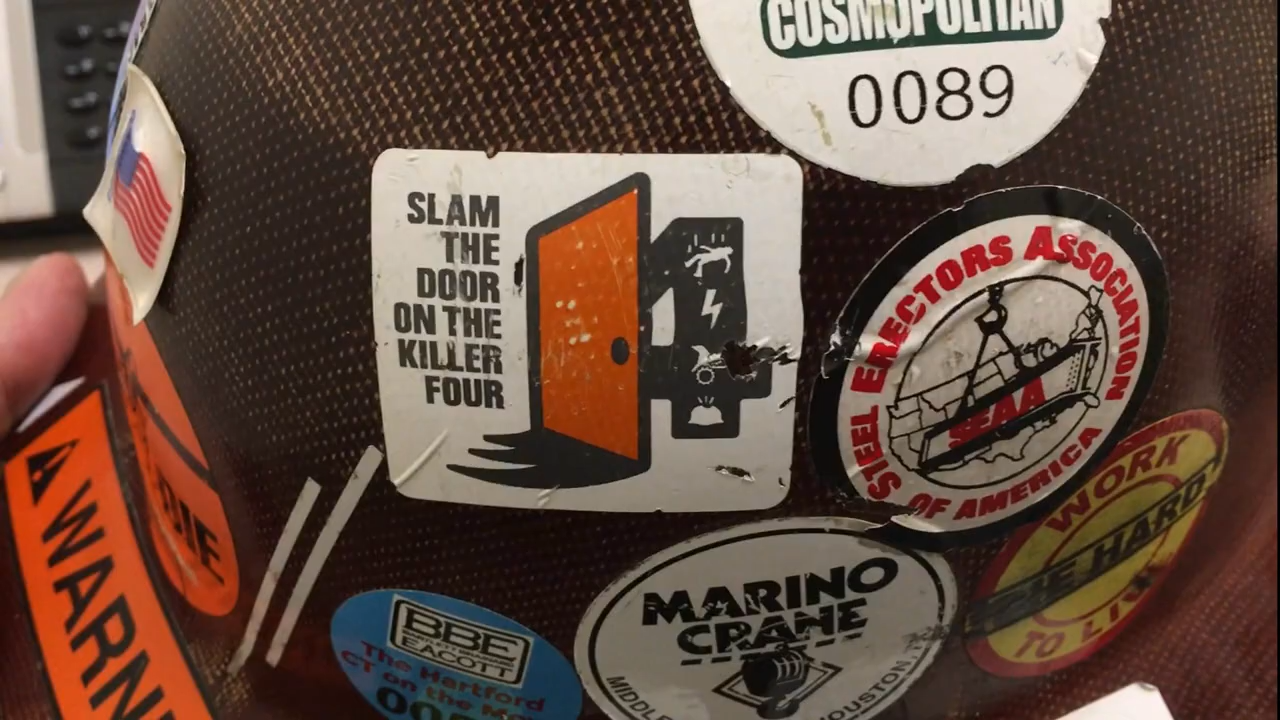 COSMOPOLITAN
0089
SLAM
THE
DOOR
ON THE
KILLER
FOUR
STEEL ERECTORS ASSOCIATION
OF AMERICA
SEAA
WORK
HARD
TO LIVE
MARINO
CRANE
HOUSTON,
BBE
EACOTT
The Hartford
CT on the
DIE
WARN